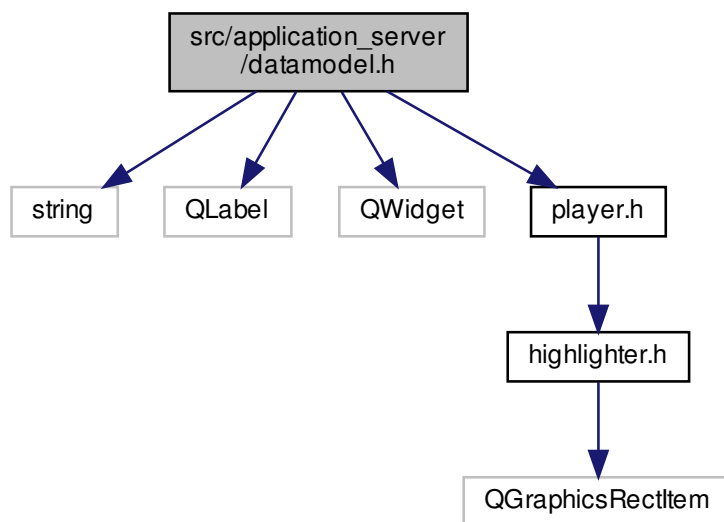 src/application_server
/datamodel.h
string
QLabel
QWidget
player.h
highlighter.h
QGraphicsRectItem